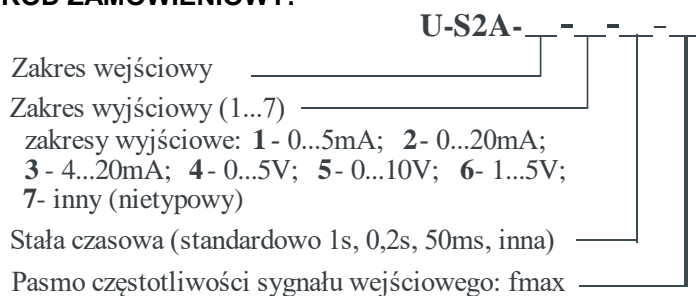 KOD ZAMÓWIENIOWY:
U-S2A-__-__-__-__
Zakres wejściowy
Zakres wyjściowy (1...7)
zakresy wyjściowe: 1 - 0...5mA; 2- 0...20mA;
3 - 4...20mA; 4 - 0...5V; 5- 0...10V; 6- 1...5V;
7- inny (nietypowy)
Stała czasowa (standardowo 1s, 0,2s, 50ms, inna)
Pasmo częstotliwości sygnału wejściowego: fmax